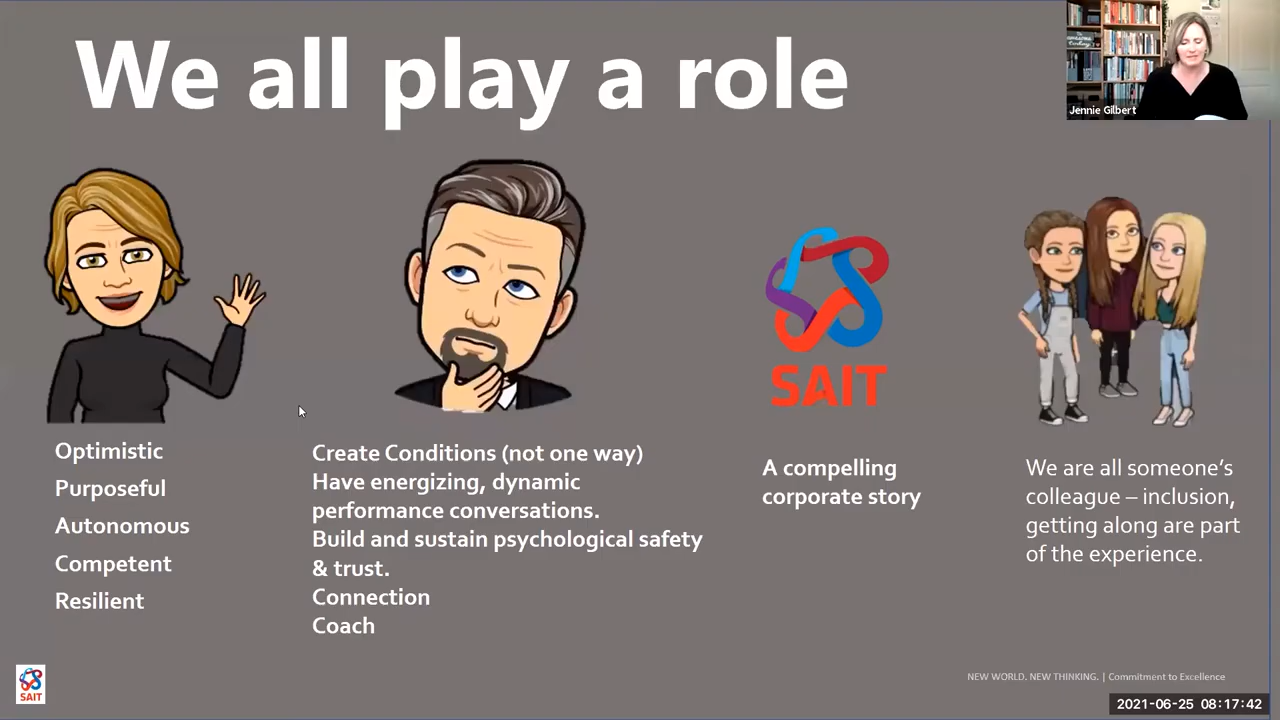 We all play a role
Jennie Gilbert
SAIT
Optimistic
Purposeful
Autonomous
Competent
Resilient
Create Conditions (not one way)
Have energizing, dynamic
performance conversations.
Build and sustain psychological safety
& trust.
Connection
Coach
A compelling
corporate story
We are all someone’s
colleague – inclusion,
getting along are part
of the experience.
SAIT
NEW WORLD. NEW THINKING. | Commitment to Excellence
2021-06-25 08:17:42